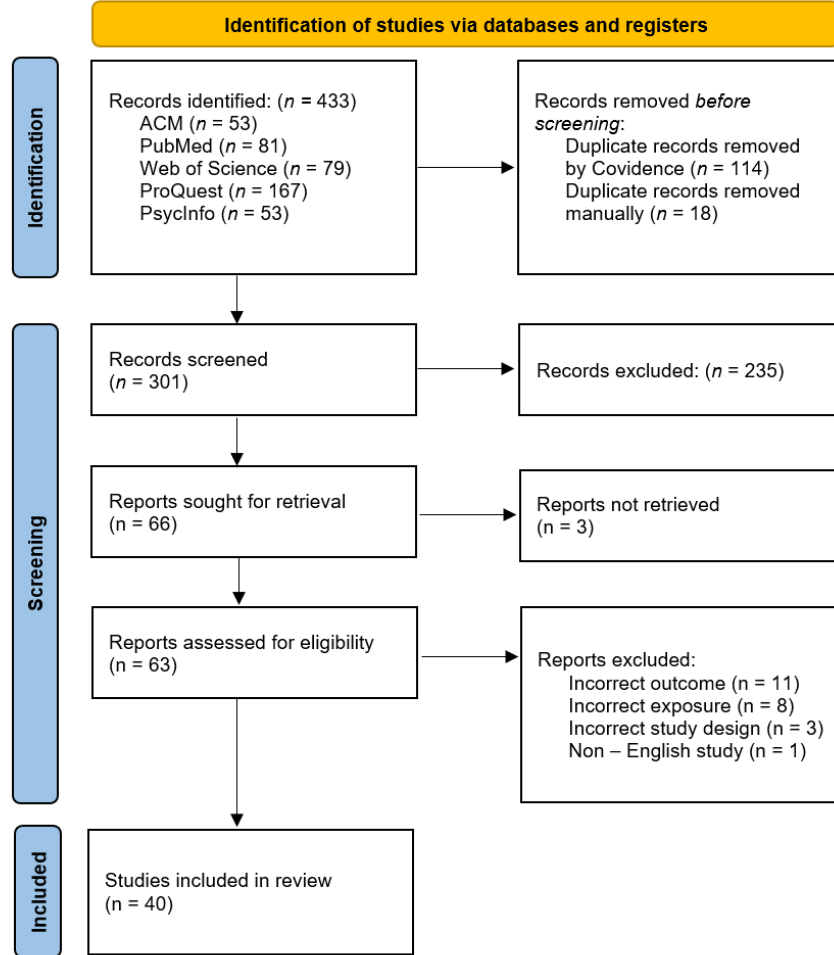 Identification of studies via databases and registers
Identification
Records identified: (n = 433)
ACM (n = 53)
PubMed (n = 81)
Web of Science (n = 79)
ProQuest (n = 167)
PsycInfo (n = 53)
Records removed before
screening:
Duplicate records removed
by Covidence (n = 114)
Duplicate records removed
manually (n = 18)
Screening
Records screened
(n = 301)
Records excluded: (n = 235)
Reports sought for retrieval
(n = 66)
Reports not retrieved
(n = 3)
Reports assessed for eligibility
(n = 63)
Reports excluded:
Incorrect outcome (n = 11)
Incorrect exposure (n = 8)
Incorrect study design (n = 3)
Non – English study (n = 1)
Included
Studies included in review
(n = 40)